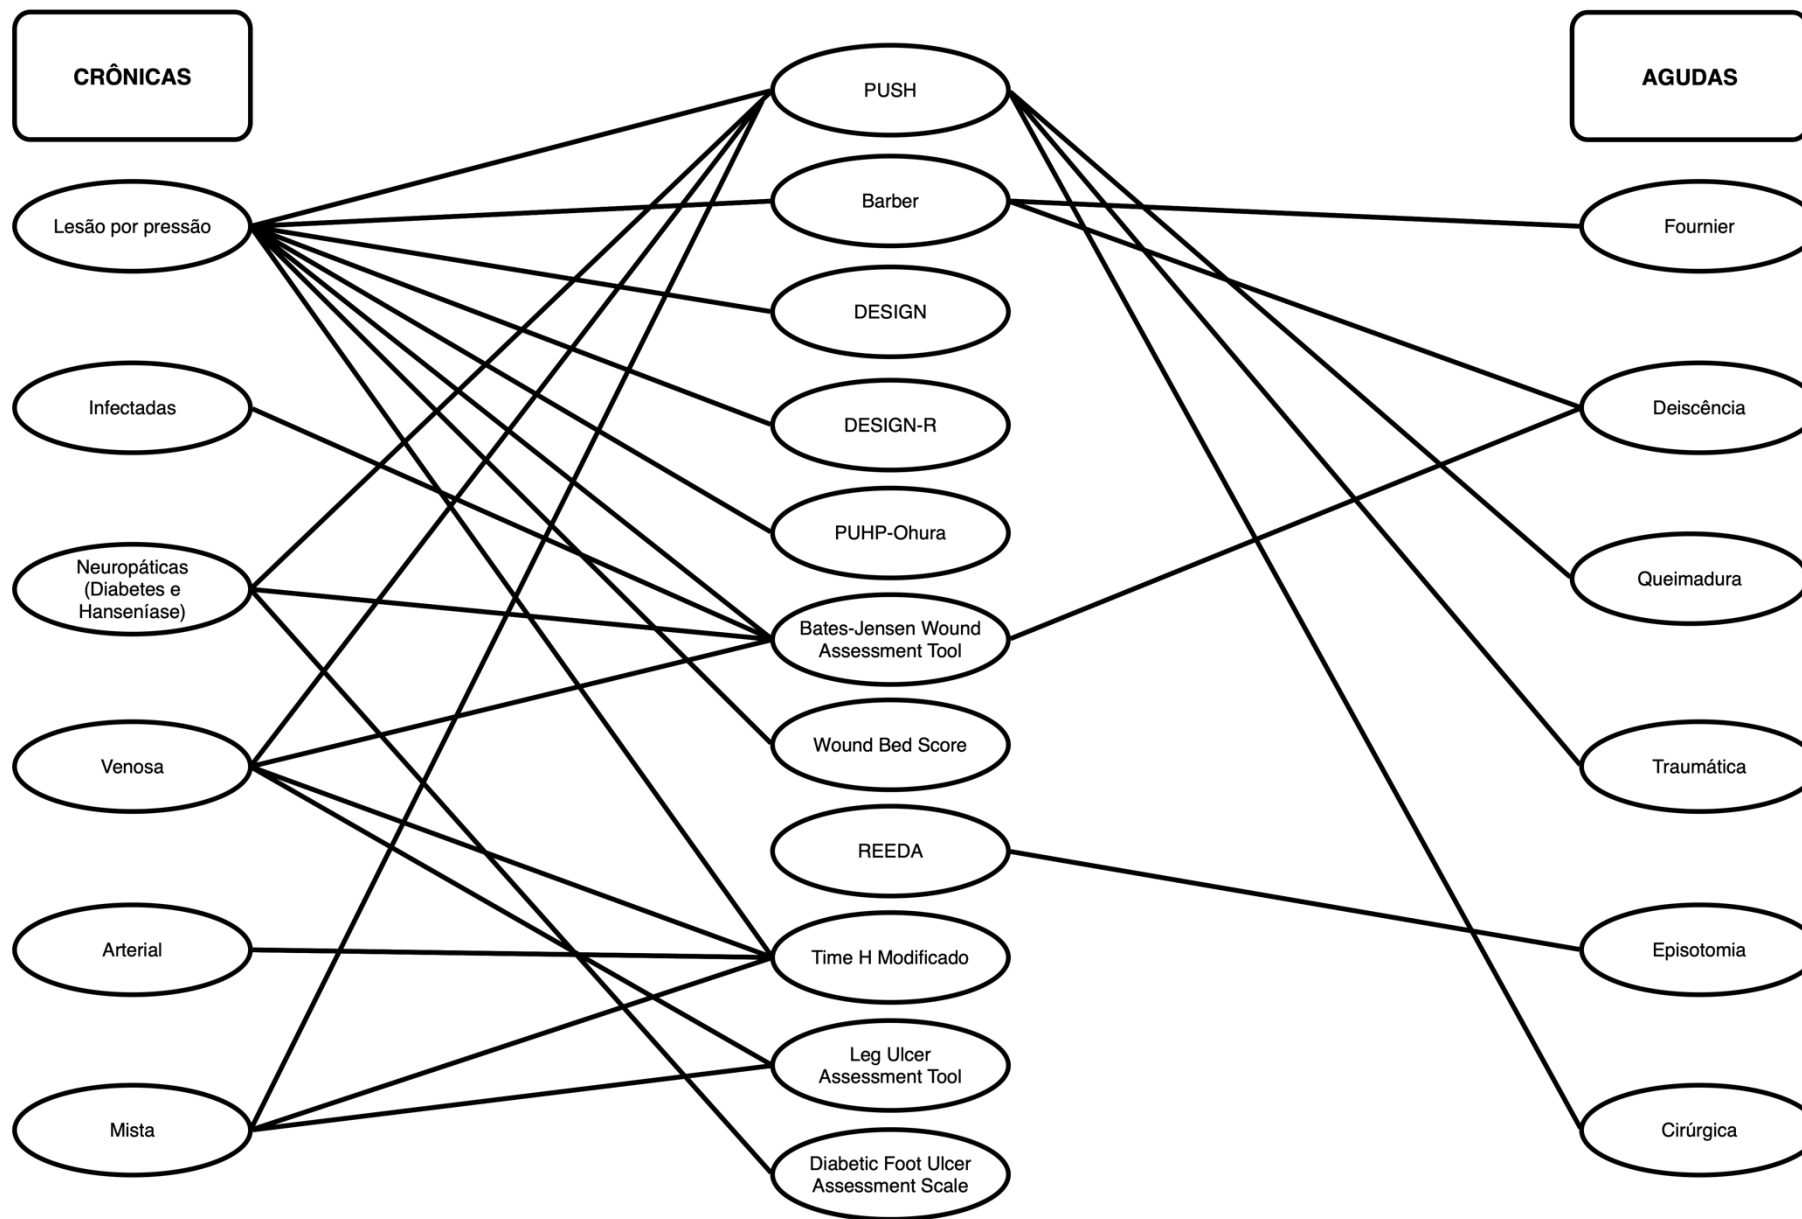 CRÔNICAS
Lesão por pressão
Infectadas
Neuropáticas
(Diabetes e
Hanseníase)
Venosa
Arterial
Mista
PUSH
Barber
DESIGN
DESIGN-R
PUHP-Ohura
Bates-Jensen Wound
Assessment Tool
Wound Bed Score
REEDA
Time H Modificado
Leg Ulcer
Assessment Tool
Diabetic Foot Ulcer
Assessment Scale
AGUDAS
Fournier
Deiscência
Queimadura
Traumática
Episotomia
Cirúrgica